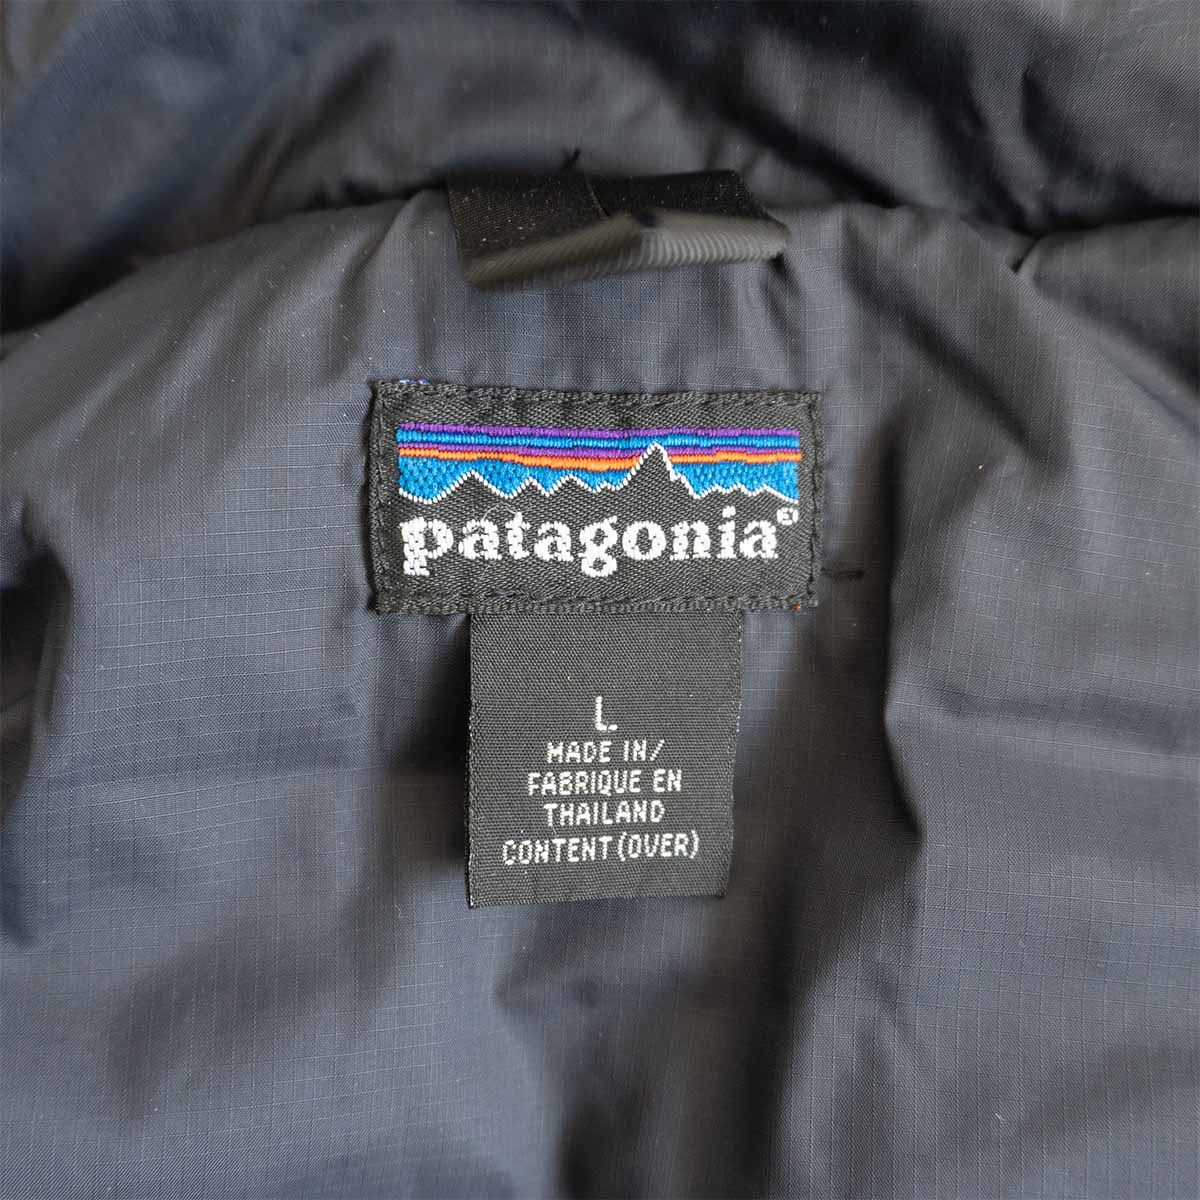 patagonia®
L
MADE IN/
FABRIQUE EN
THAILAND
CONTENT (OVER)